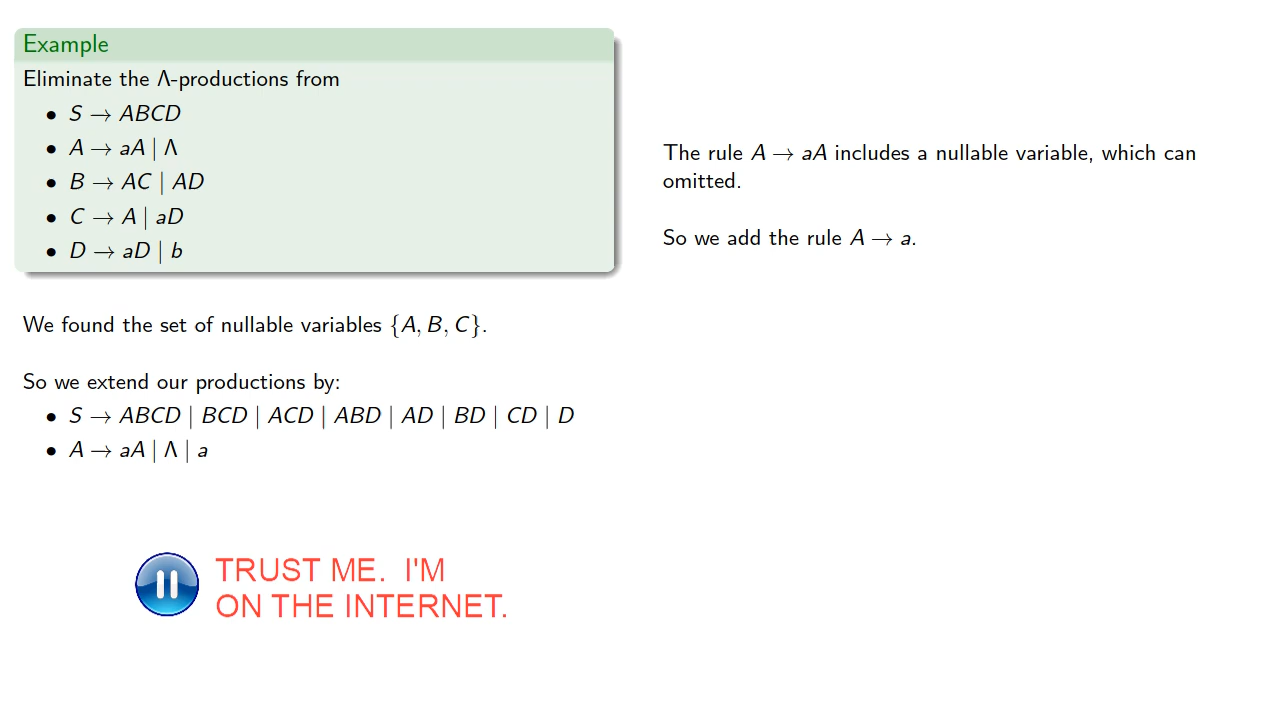 Example
Eliminate the Λ-productions from
• S → ABCD
• A → aA | Λ
• B → AC | AD
• C → A | aD
• D → aD | b
We found the set of nullable variables {A, B, C}.
So we extend our productions by:
• S → ABCD | BCD | ACD | ABD | AD | BD | CD | D
• A → aA | Λ | a
TRUST ME. I'M
ON THE INTERNET.
The rule A → aA includes a nullable variable, which can
omitted.
So we add the rule A → a.